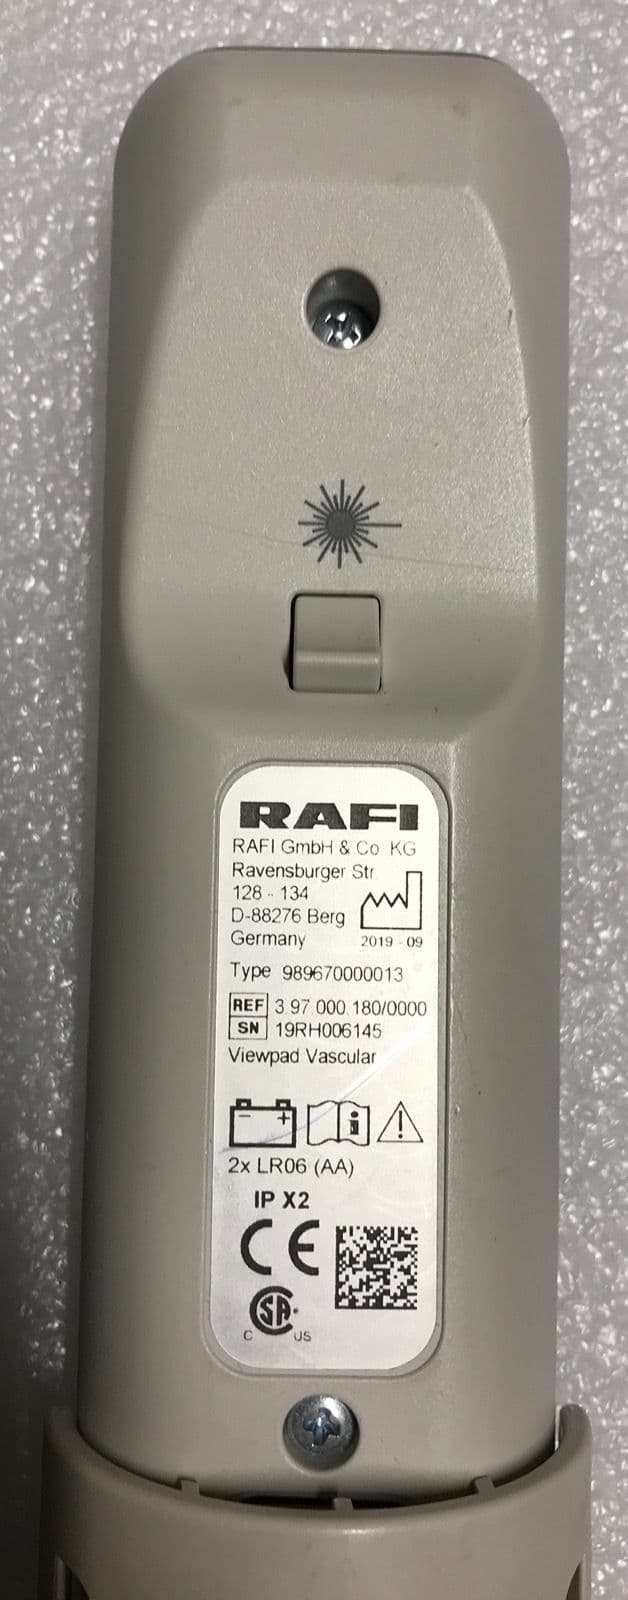 RAFI
RAFI GmbH & Co. KG
Ravensburger Str.
128 - 134
D-88276 Berg
Germany
2019 - 09
Type 989670000013
REF 3.97.000.180/0000
SN 19RH006145
Viewpad Vascular
2x LR06 (AA)
IP X2
CE
SA
C US